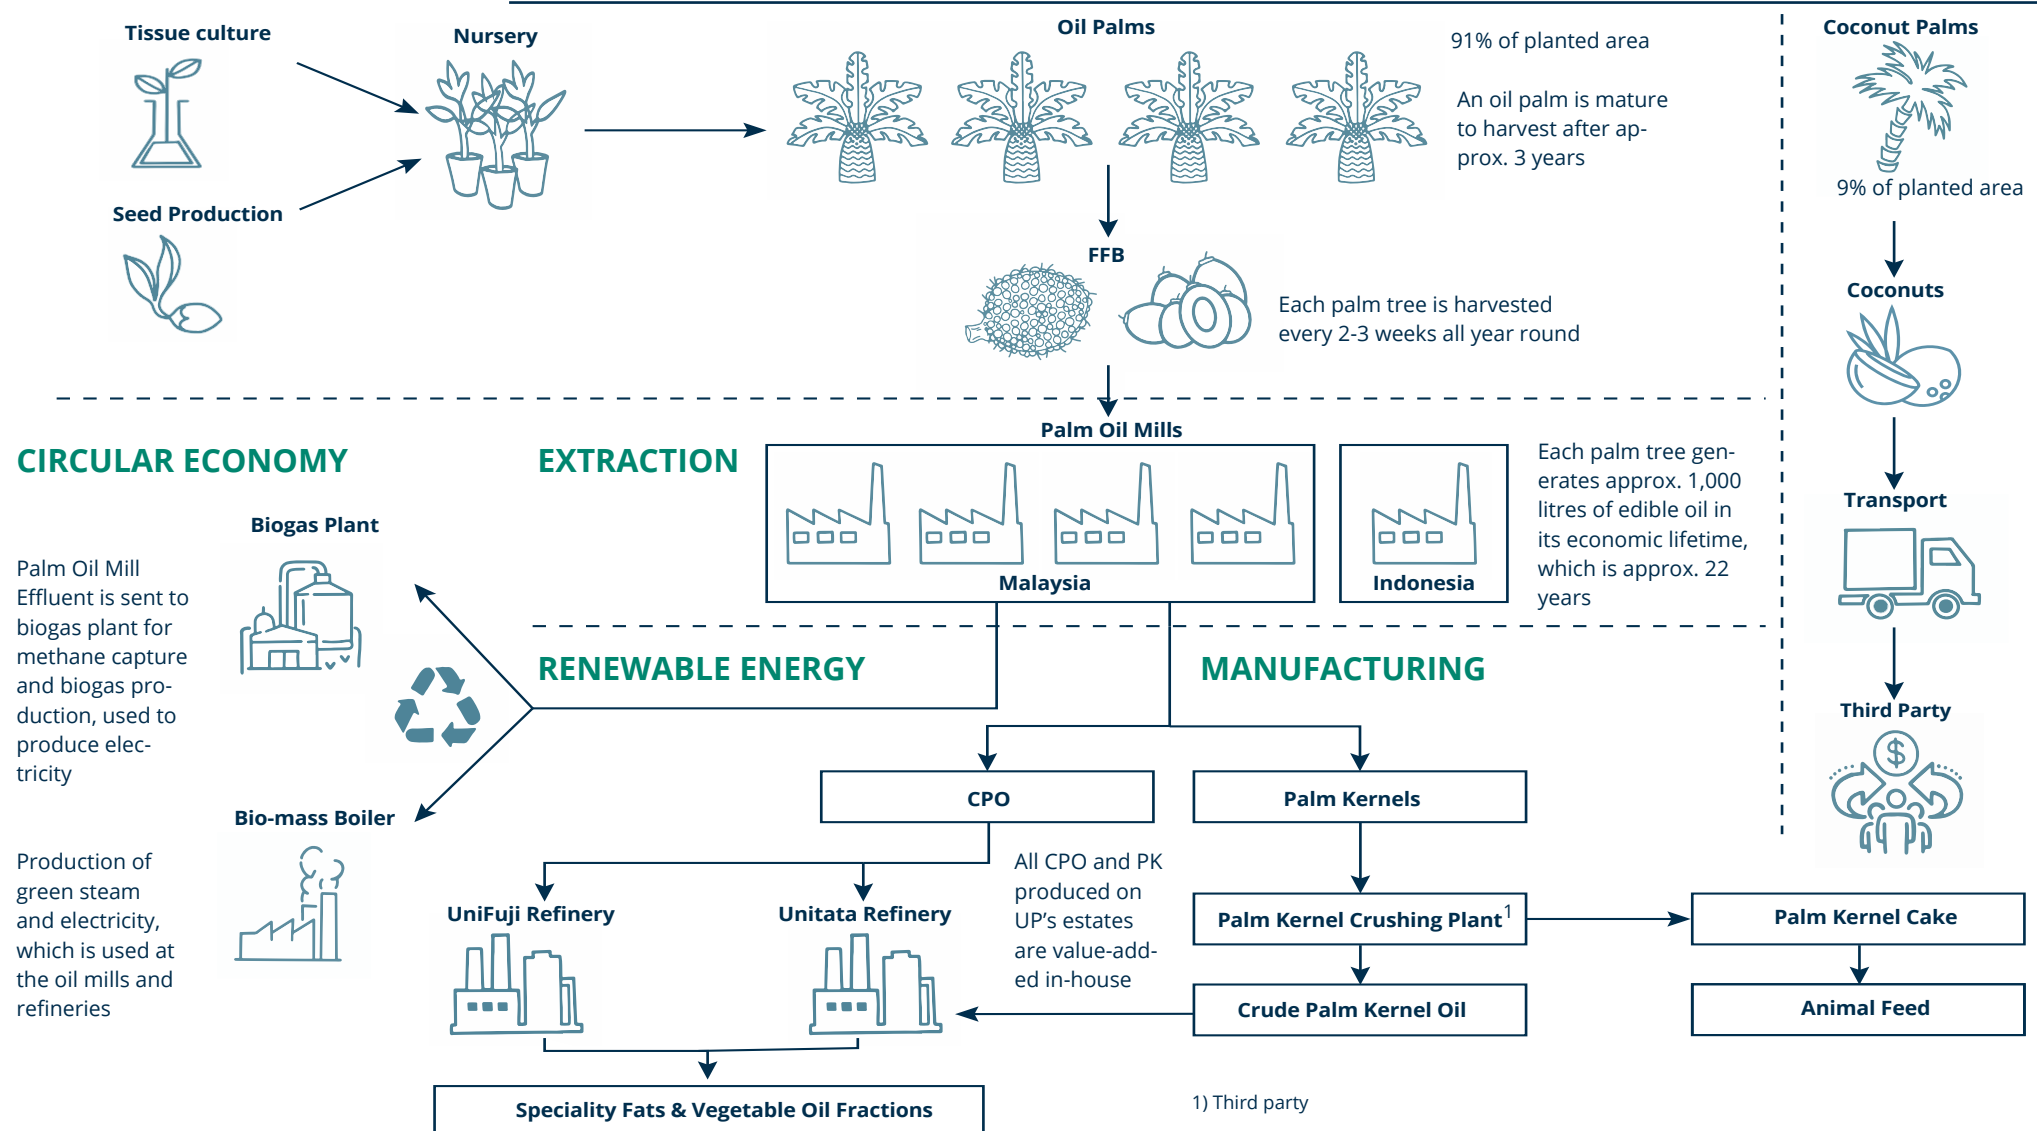 Tissue culture
Nursery
Seed Production
Oil Palms
91% of planted area
An oil palm is mature
to harvest after ap-
prox. 3 years
FFB
Each palm tree is harvested
every 2-3 weeks all year round
Coconut Palms
9% of planted area
Coconuts
Transport
Third Party
$
CIRCULAR ECONOMY
Biogas Plant
Palm Oil Mill
Effluent is sent to
biogas plant for
methane capture
and biogas pro-
duction, used to
produce elec-
tricity
Bio-mass Boiler
Production of
green steam
and electricity,
which is used at
the oil mills and
refineries
EXTRACTION
Palm Oil Mills
Malaysia
Indonesia
Each palm tree gen-
erates approx. 1,000
litres of edible oil in
its economic lifetime,
which is approx. 22
years
RENEWABLE ENERGY
MANUFACTURING
CPO
Palm Kernels
UniFuji Refinery
Unitata Refinery
All CPO and PK
produced on
UP’s estates
are value-add-
ed in-house
Palm Kernel Crushing Plant1
Palm Kernel Cake
Crude Palm Kernel Oil
Animal Feed
Speciality Fats & Vegetable Oil Fractions
1) Third party